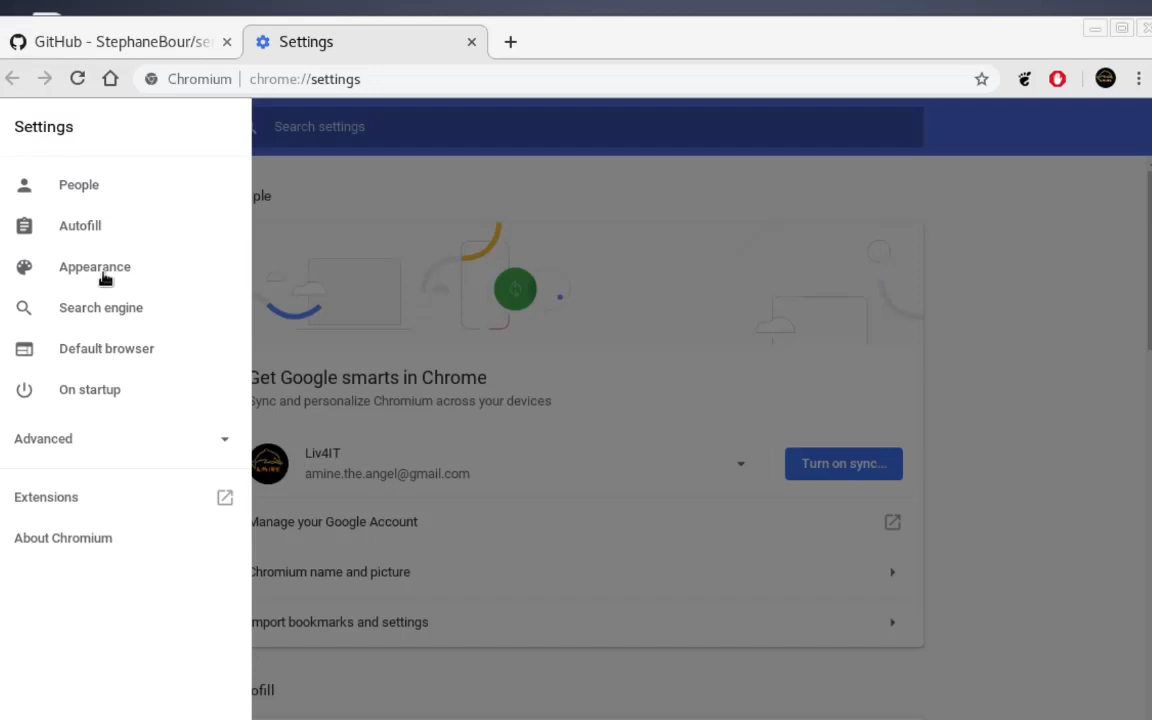 GitHub - StephaneBour/se
Settings
Chromium | chrome://settings
Settings
Search settings
People
Autofill
Appearance
Search engine
Default browser
On startup
Advanced
Extensions
About Chromium
ple
Get Google smarts in Chrome
Sync and personalize Chromium across your devices
Liv4IT
amine.the.angel@gmail.com
Turn on sync...
Manage your Google Account
Chromium name and picture
mport bookmarks and settings
ofill